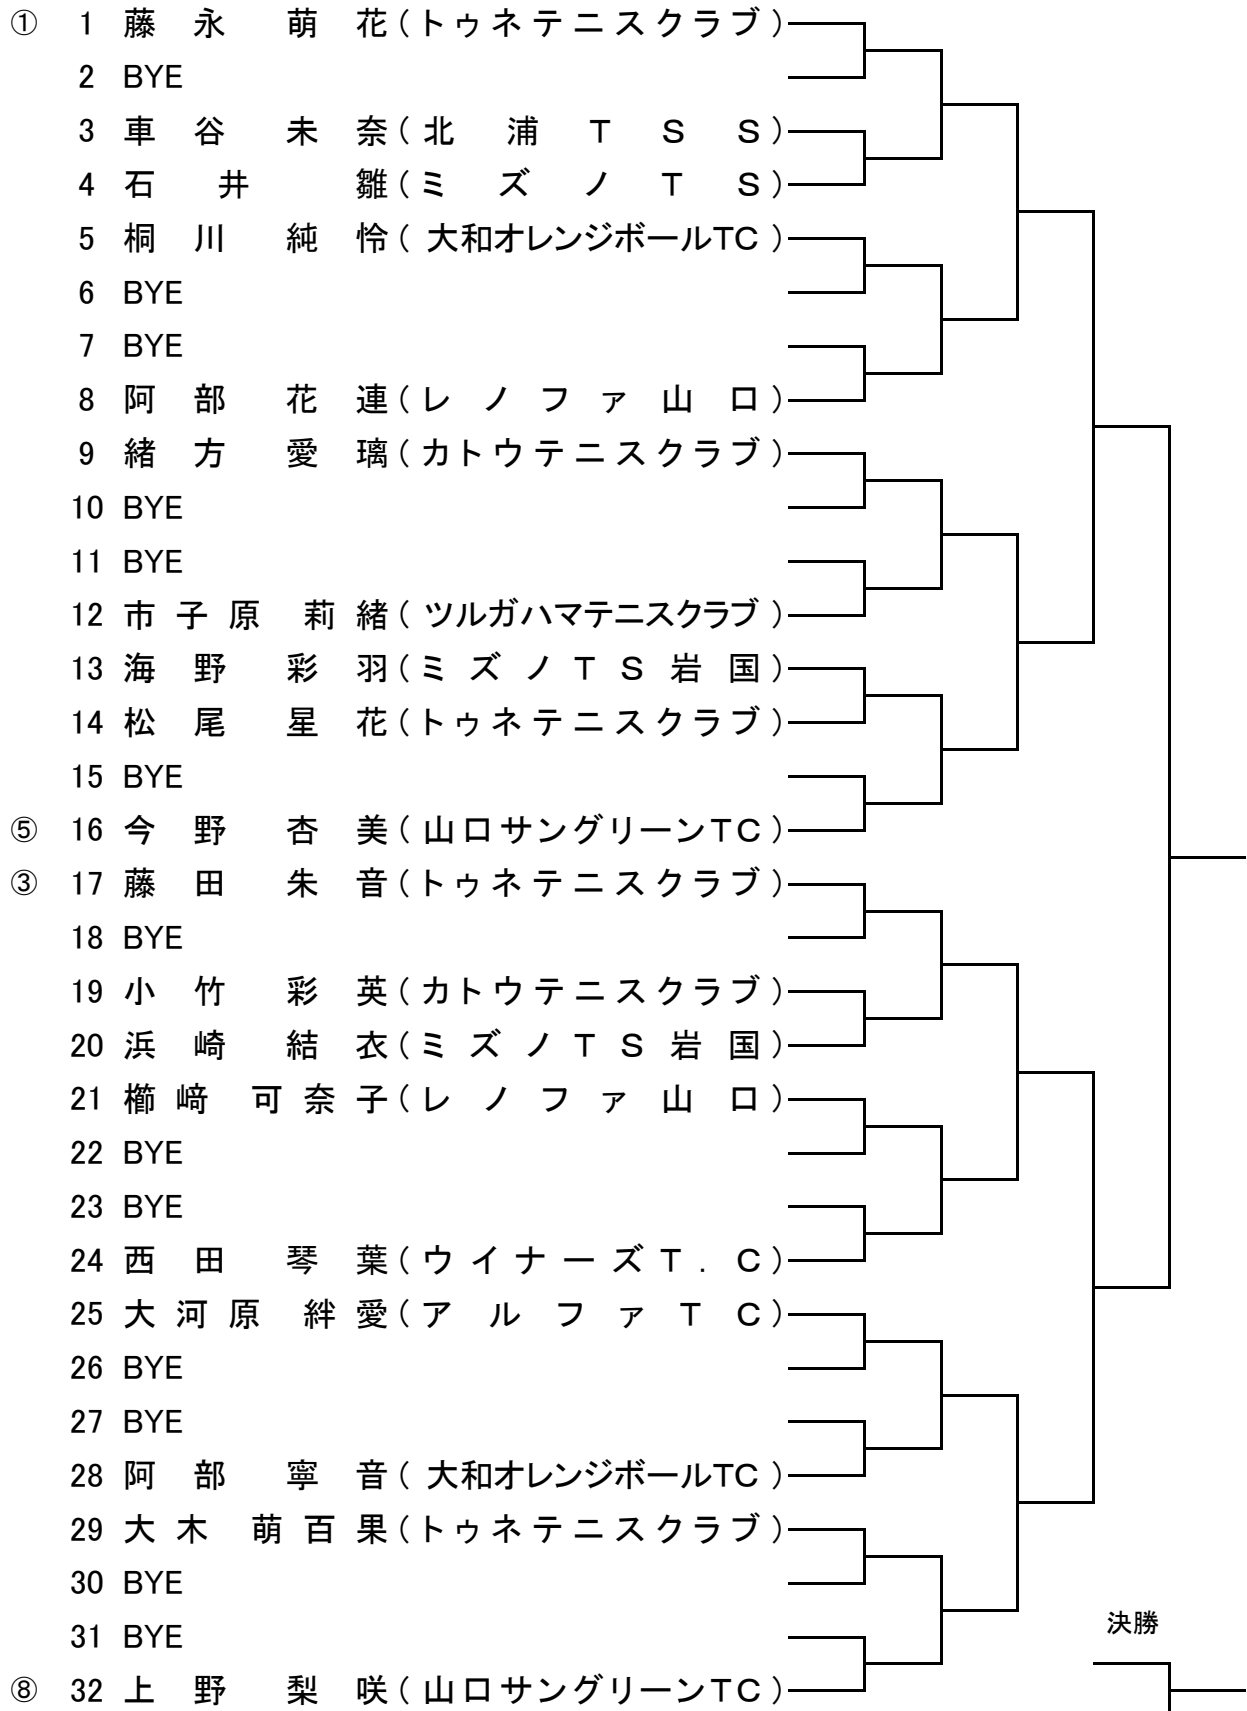 ① 1 藤永 萌花(トゥネテニスクラブ)
2 BYE
3 車谷 未奈(北浦TSS)
4 石井 雛(ミズノTS)
5 桐川 純怜(大和オレンジボールTC)
6 BYE
7 BYE
8 阿部 花連(レノファ山口)
9 緒方 愛璃(カトウテニスクラブ)
10 BYE
11 BYE
12 市子原 莉緒(ツルガハマテニスクラブ)
13 海野 彩羽(ミズノTS岩国)
14 松尾 星花(トゥネテニスクラブ)
15 BYE
⑤ 16 今野 杏美(山口サングリーンTC)
③ 17 藤田 朱音(トゥネテニスクラブ)
18 BYE
19 小竹 彩英(カトウテニスクラブ)
20 浜崎 結衣(ミズノTS岩国)
21 櫛﨑 可奈子(レノファ山口)
22 BYE
23 BYE
24 西田 琴葉(ウイナーズT.C)
25 大河原 絆愛(アルファTC)
26 BYE
27 BYE
28 阿部 寧音(大和オレンジボールTC)
29 大木 萌百果(トゥネテニスクラブ)
30 BYE
31 BYE
決勝
⑧ 32 上野 梨咲(山口サングリーンTC)